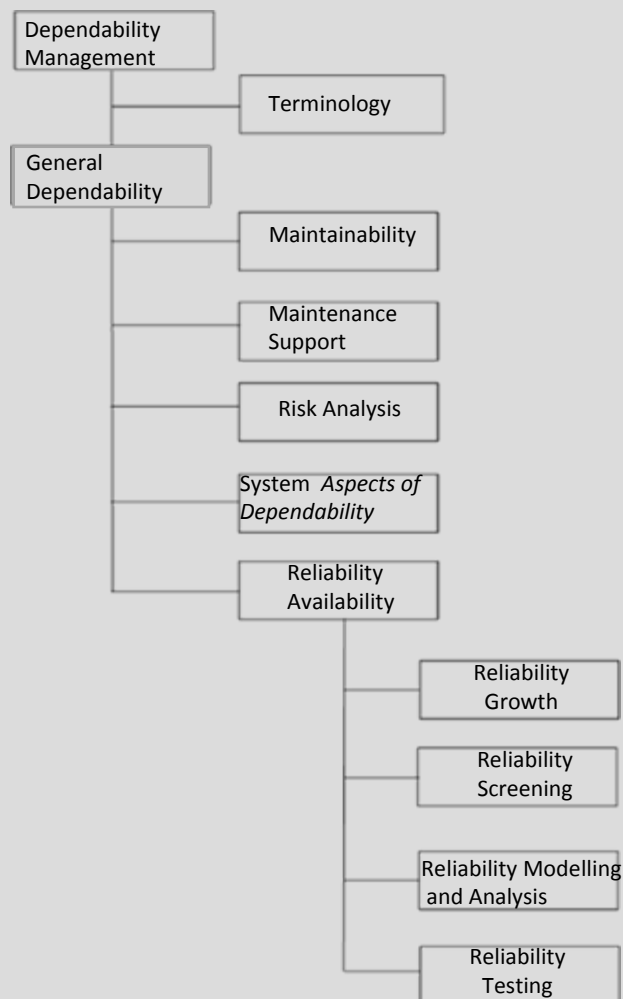 Dependability
Management
Terminology
General
Dependability
Maintainability
Maintenance
Support
Risk Analysis
System Aspects of
Dependability
Reliability
Availability
Reliability
Growth
Reliability
Screening
Reliability Modelling
and Analysis
Reliability
Testing